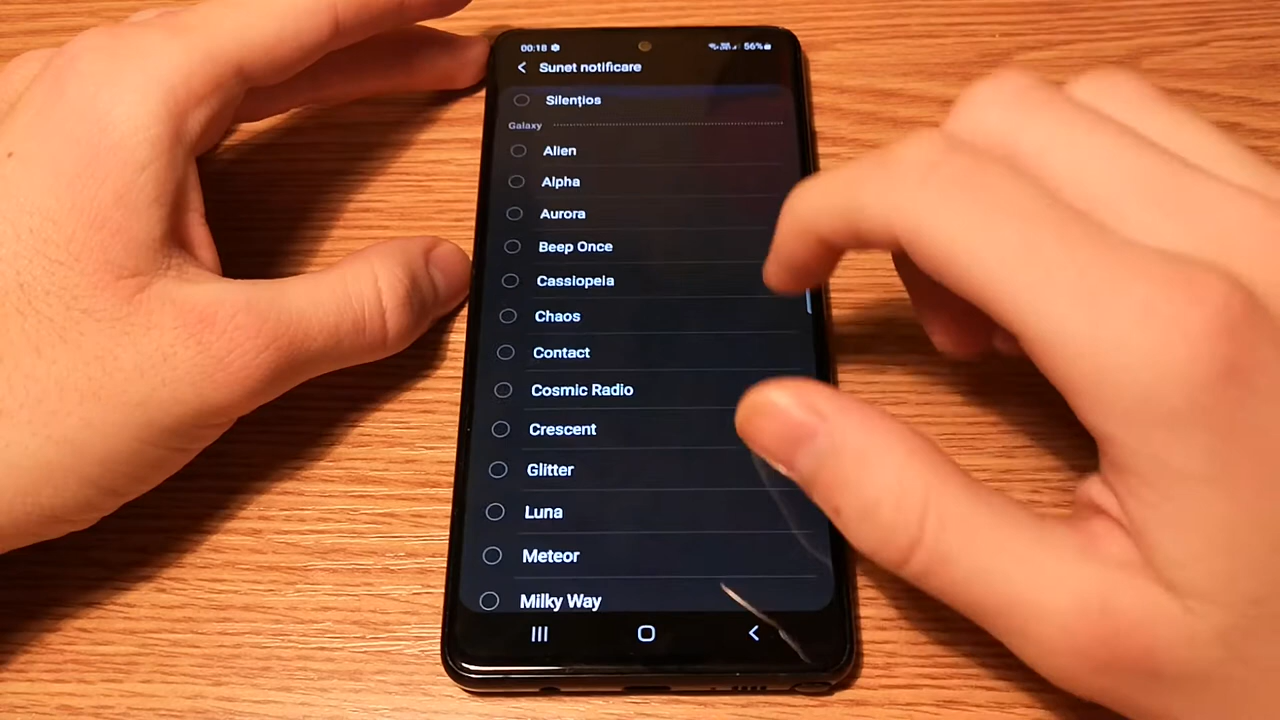 00:18 56%
Sunet notificare
Silențios
Galaxy
Alien
Alpha
Aurora
Beep Once
Cassiopeia
Chaos
Contact
Cosmic Radio
Crescent
Glitter
Luna
Meteor
Milky Way